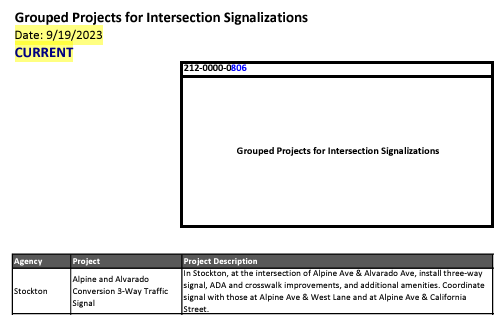 Grouped Projects for Intersection Signalizations
Date: 9/19/2023
CURRENT
212-0000-0806
Grouped Projects for Intersection Signalizations
Agency Project Project Description
Stockton
Alpine and Alvarado
Conversion 3-Way Traffic
Signal
In Stockton, at the intersection of Alpine Ave & Alvarado Ave, install three-way
signal, ADA and crosswalk improvements, and additional amenities. Coordinate
signal with those at Alpine Ave & West Lane and at Alpine Ave & California
Street.